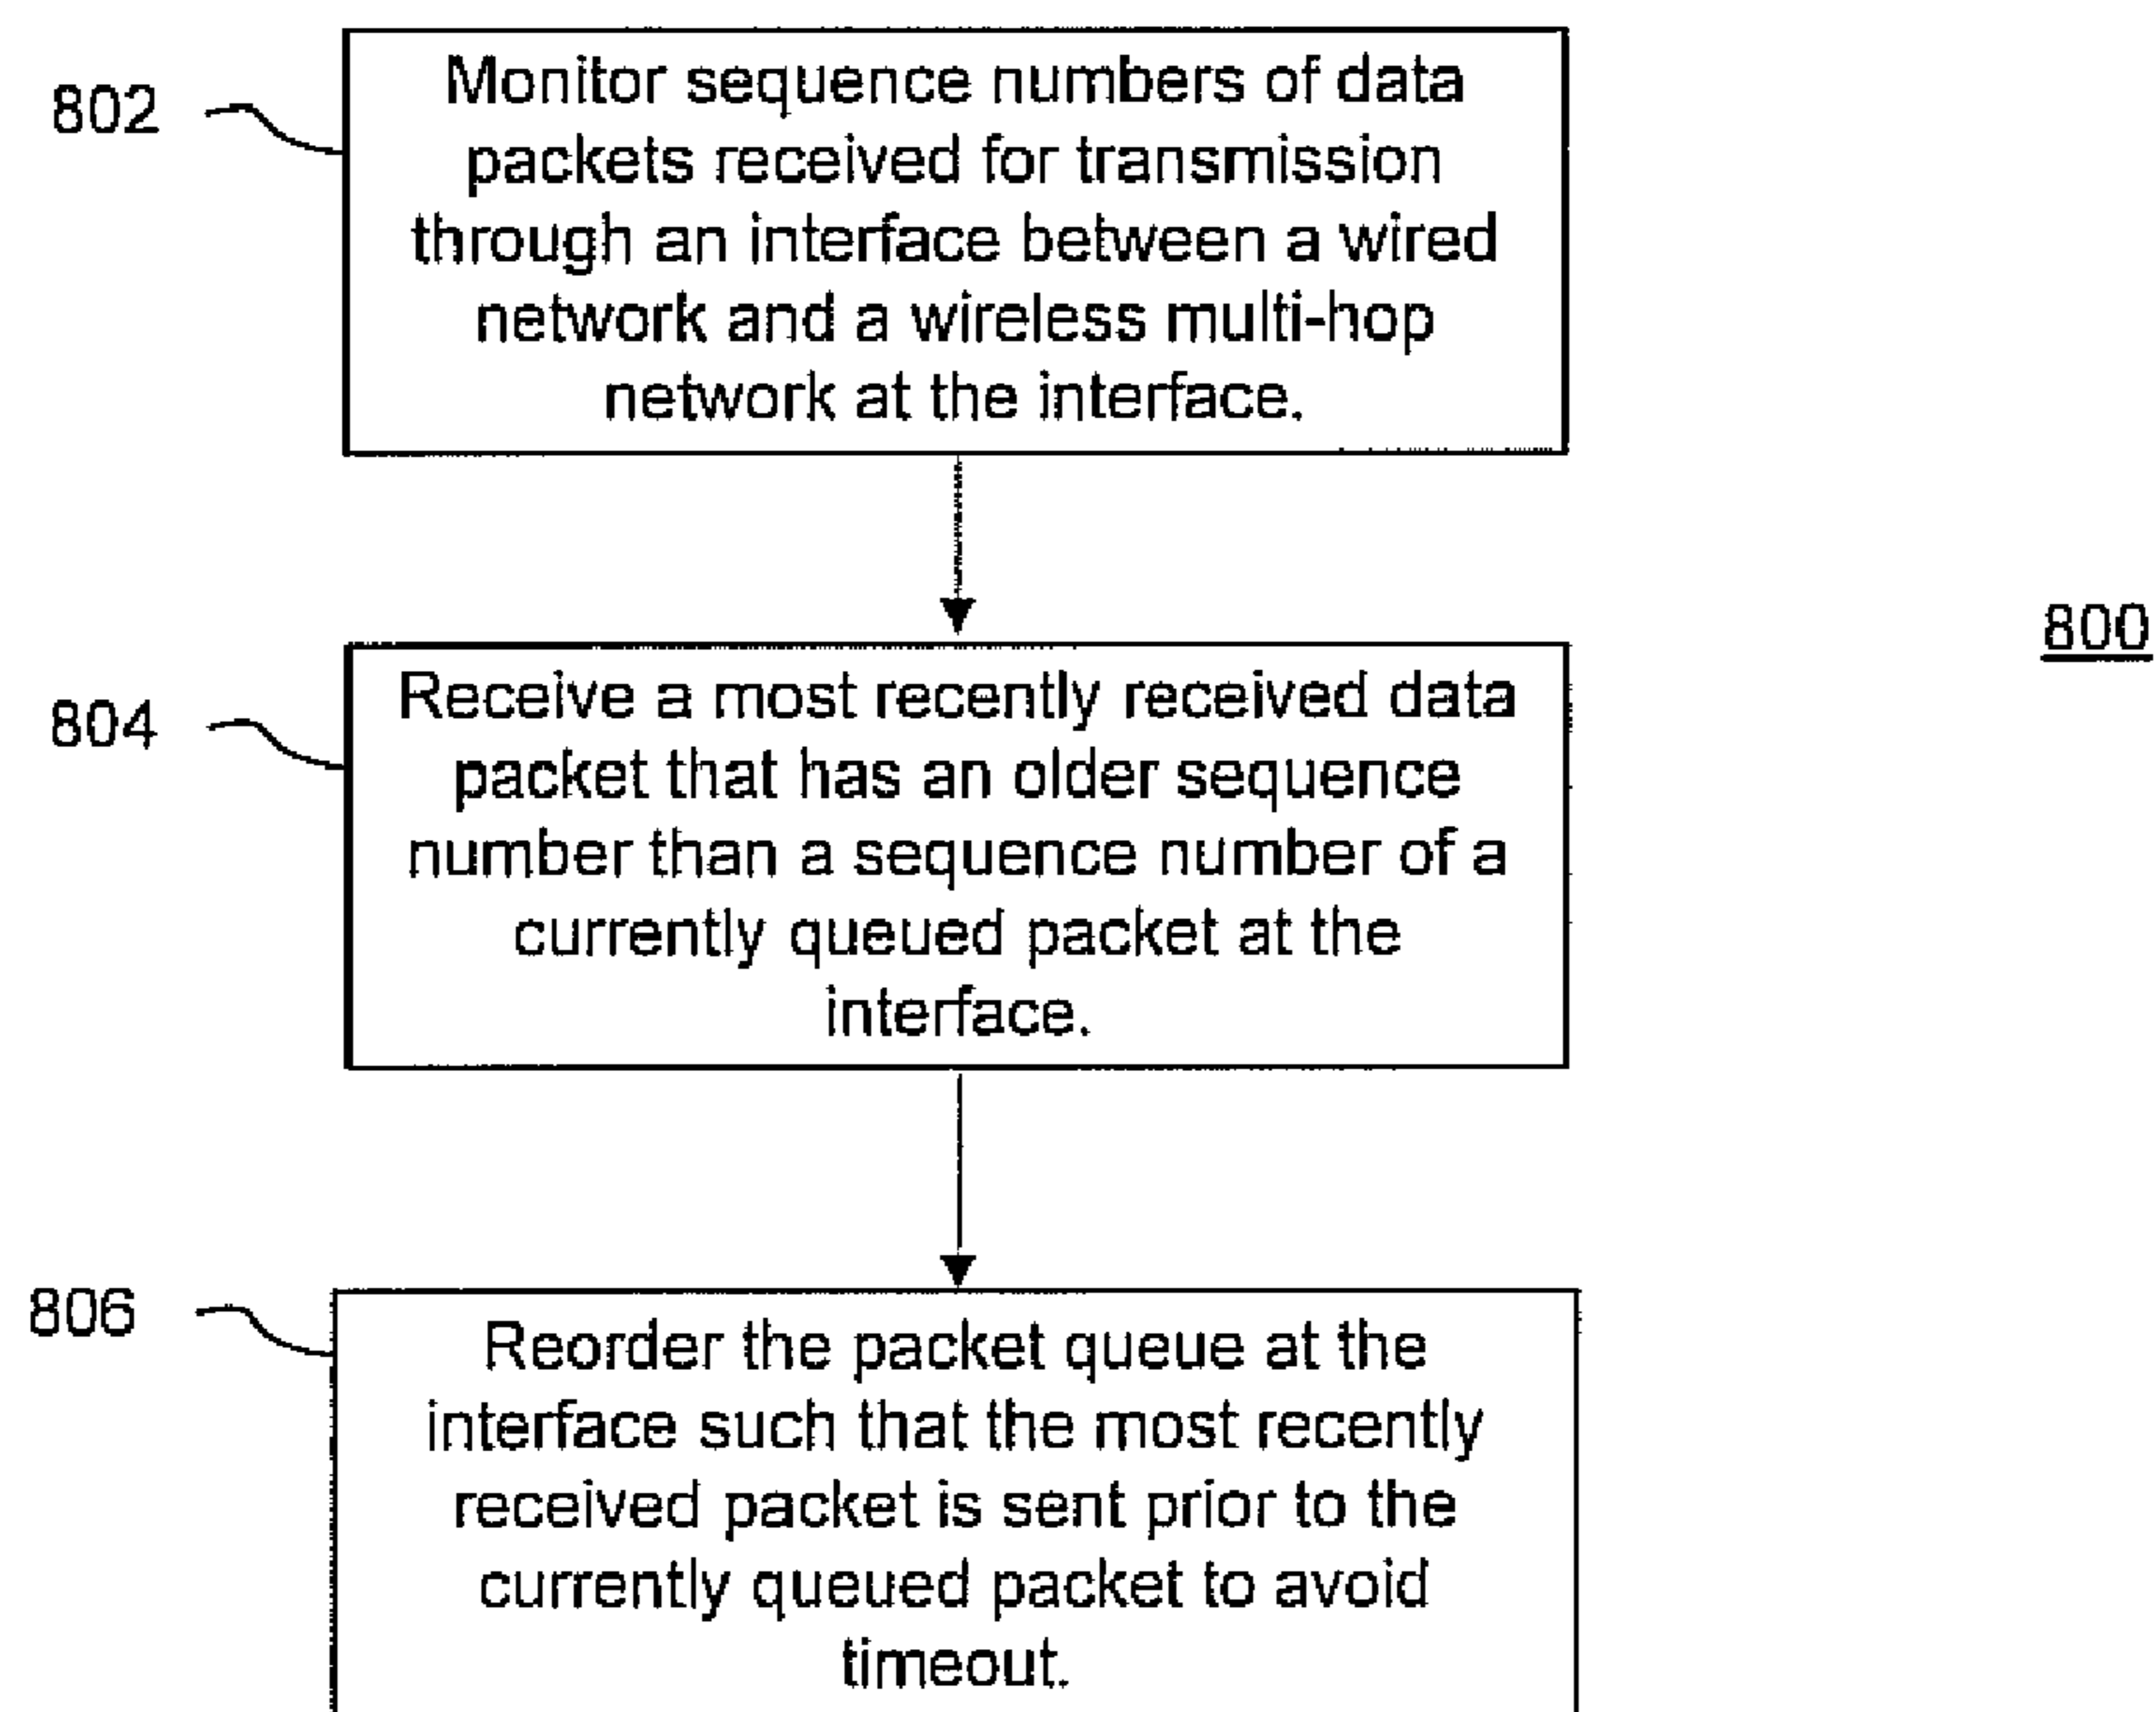 802
Monitor sequence numbers of data
packets received for transmission
through an interface between a wired
network and a wireless multi-hop
network at the interface.
800
804
Receive a most recently received data
packet that has an older sequence
number than a sequence number of a
currently queued packet at the
interface.
806
Reorder the packet queue at the
interface such that the most recently
received packet is sent prior to the
currently queued packet to avoid
timeout.